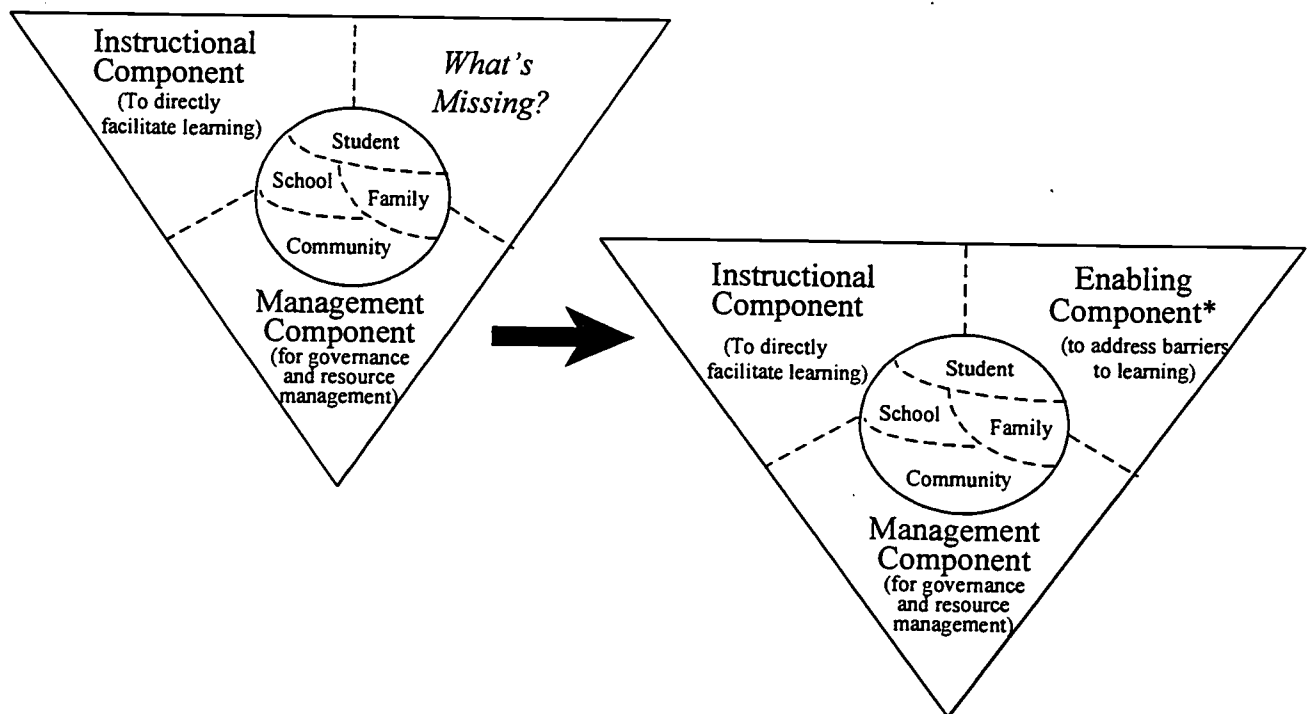 Instructional
Component
(To directly
facilitate learning)
What's
Missing?
Student
School
Family
Community
Management
Component
(for governance
and resource
management)
Instructional
Component
(To directly
facilitate learning)
Enabling
Component*
(to address barriers
to learning)
Student
School
Family
Community
Management
Component
(for governance
and resource
management)